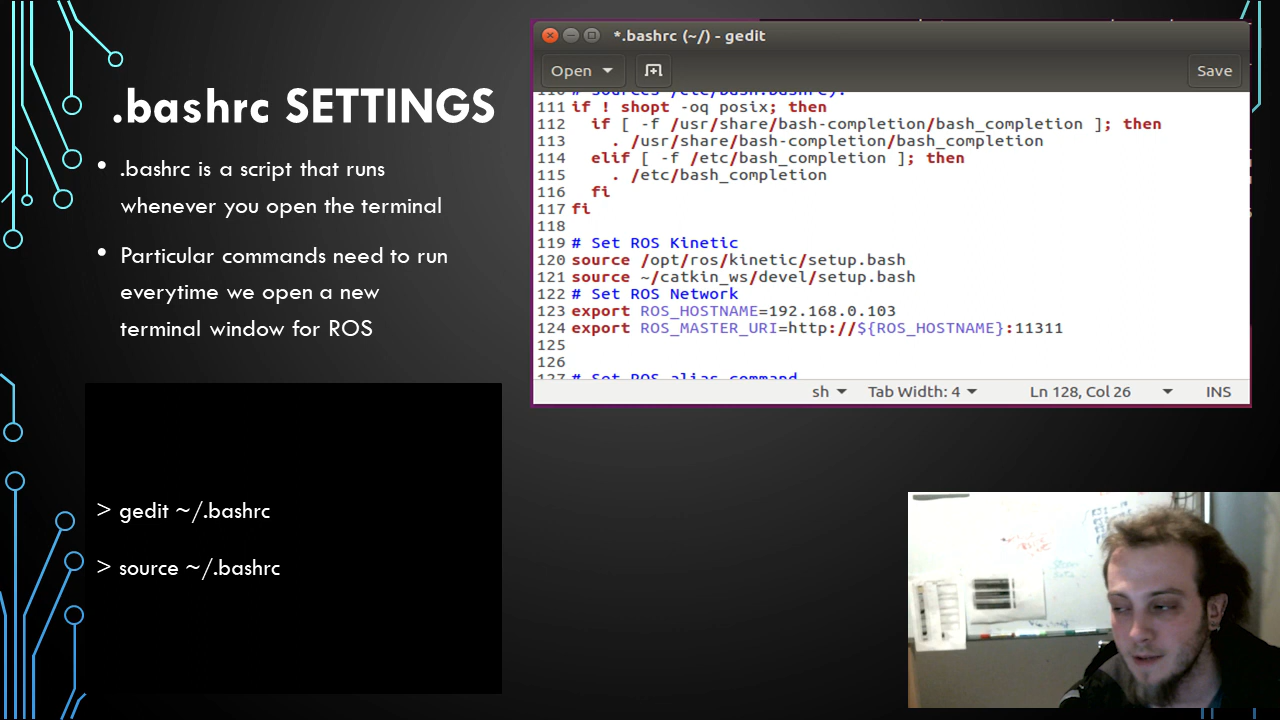 .bashrc SETTINGS
• .bashrc is a script that runs
whenever you open the terminal
• Particular commands need to run
everytime we open a new
terminal window for ROS
> gedit ~/.bashrc
> source ~/.bashrc
*.bashrc (~/) - gedit
Open
Save
111 if ! shopt -oq posix; then
112   if [ -f /usr/share/bash-completion/bash_completion ]; then
113     . /usr/share/bash-completion/bash_completion
114   elif [ -f /etc/bash_completion ]; then
115     . /etc/bash_completion
116   fi
117 fi
118
119 # Set ROS Kinetic
120 source /opt/ros/kinetic/setup.bash
121 source ~/catkin_ws/devel/setup.bash
122 # Set ROS Network
123 export ROS_HOSTNAME=192.168.0.103
124 export ROS_MASTER_URI=http://${ROS_HOSTNAME}:11311
125
126
127 # Set ROS alias command
sh Tab Width: 4 Ln 128, Col 26 INS